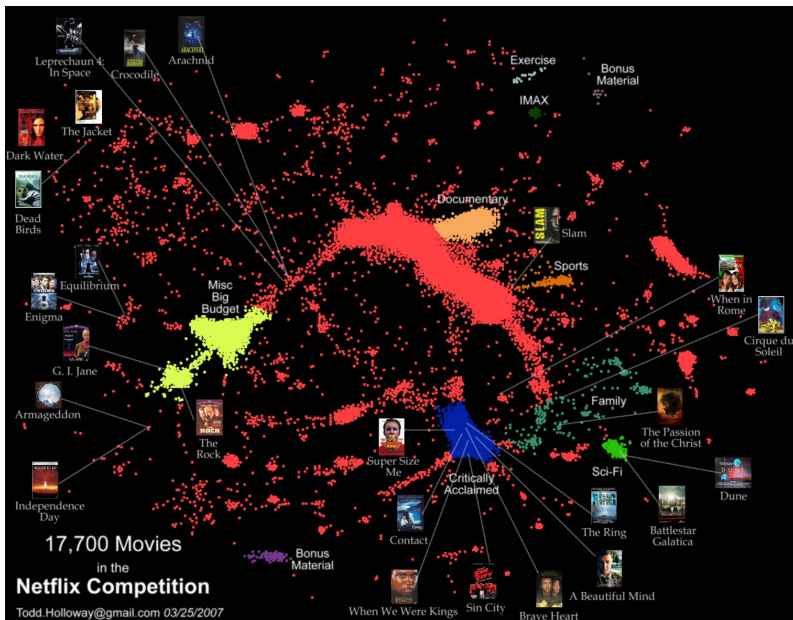 Leprechaun 4:
In Space
Crocodile
Arachnid
Exercise
Bonus
Material
IMAX
The Jacket
Dark Water
Dead
Birds
Documentary
SLAM
Slam
Sports
Equilibrium
Enigma
Misc
Big
Budget
When in
Rome
Cirque du
Soleil
G. I. Jane
Armageddon
The
Rock
Family
The Passion
of the Christ
Super Size
Me
Critically
Acclaimed
Sci-Fi
Dune
Independence
Day
Contact
The Ring
Battlestar
Galatica
17,700 Movies
in the
Netflix Competition
Todd.Holloway@gmail.com 03/25/2007
Bonus
Material
When We Were Kings
Sin City
Brave Heart
A Beautiful Mind